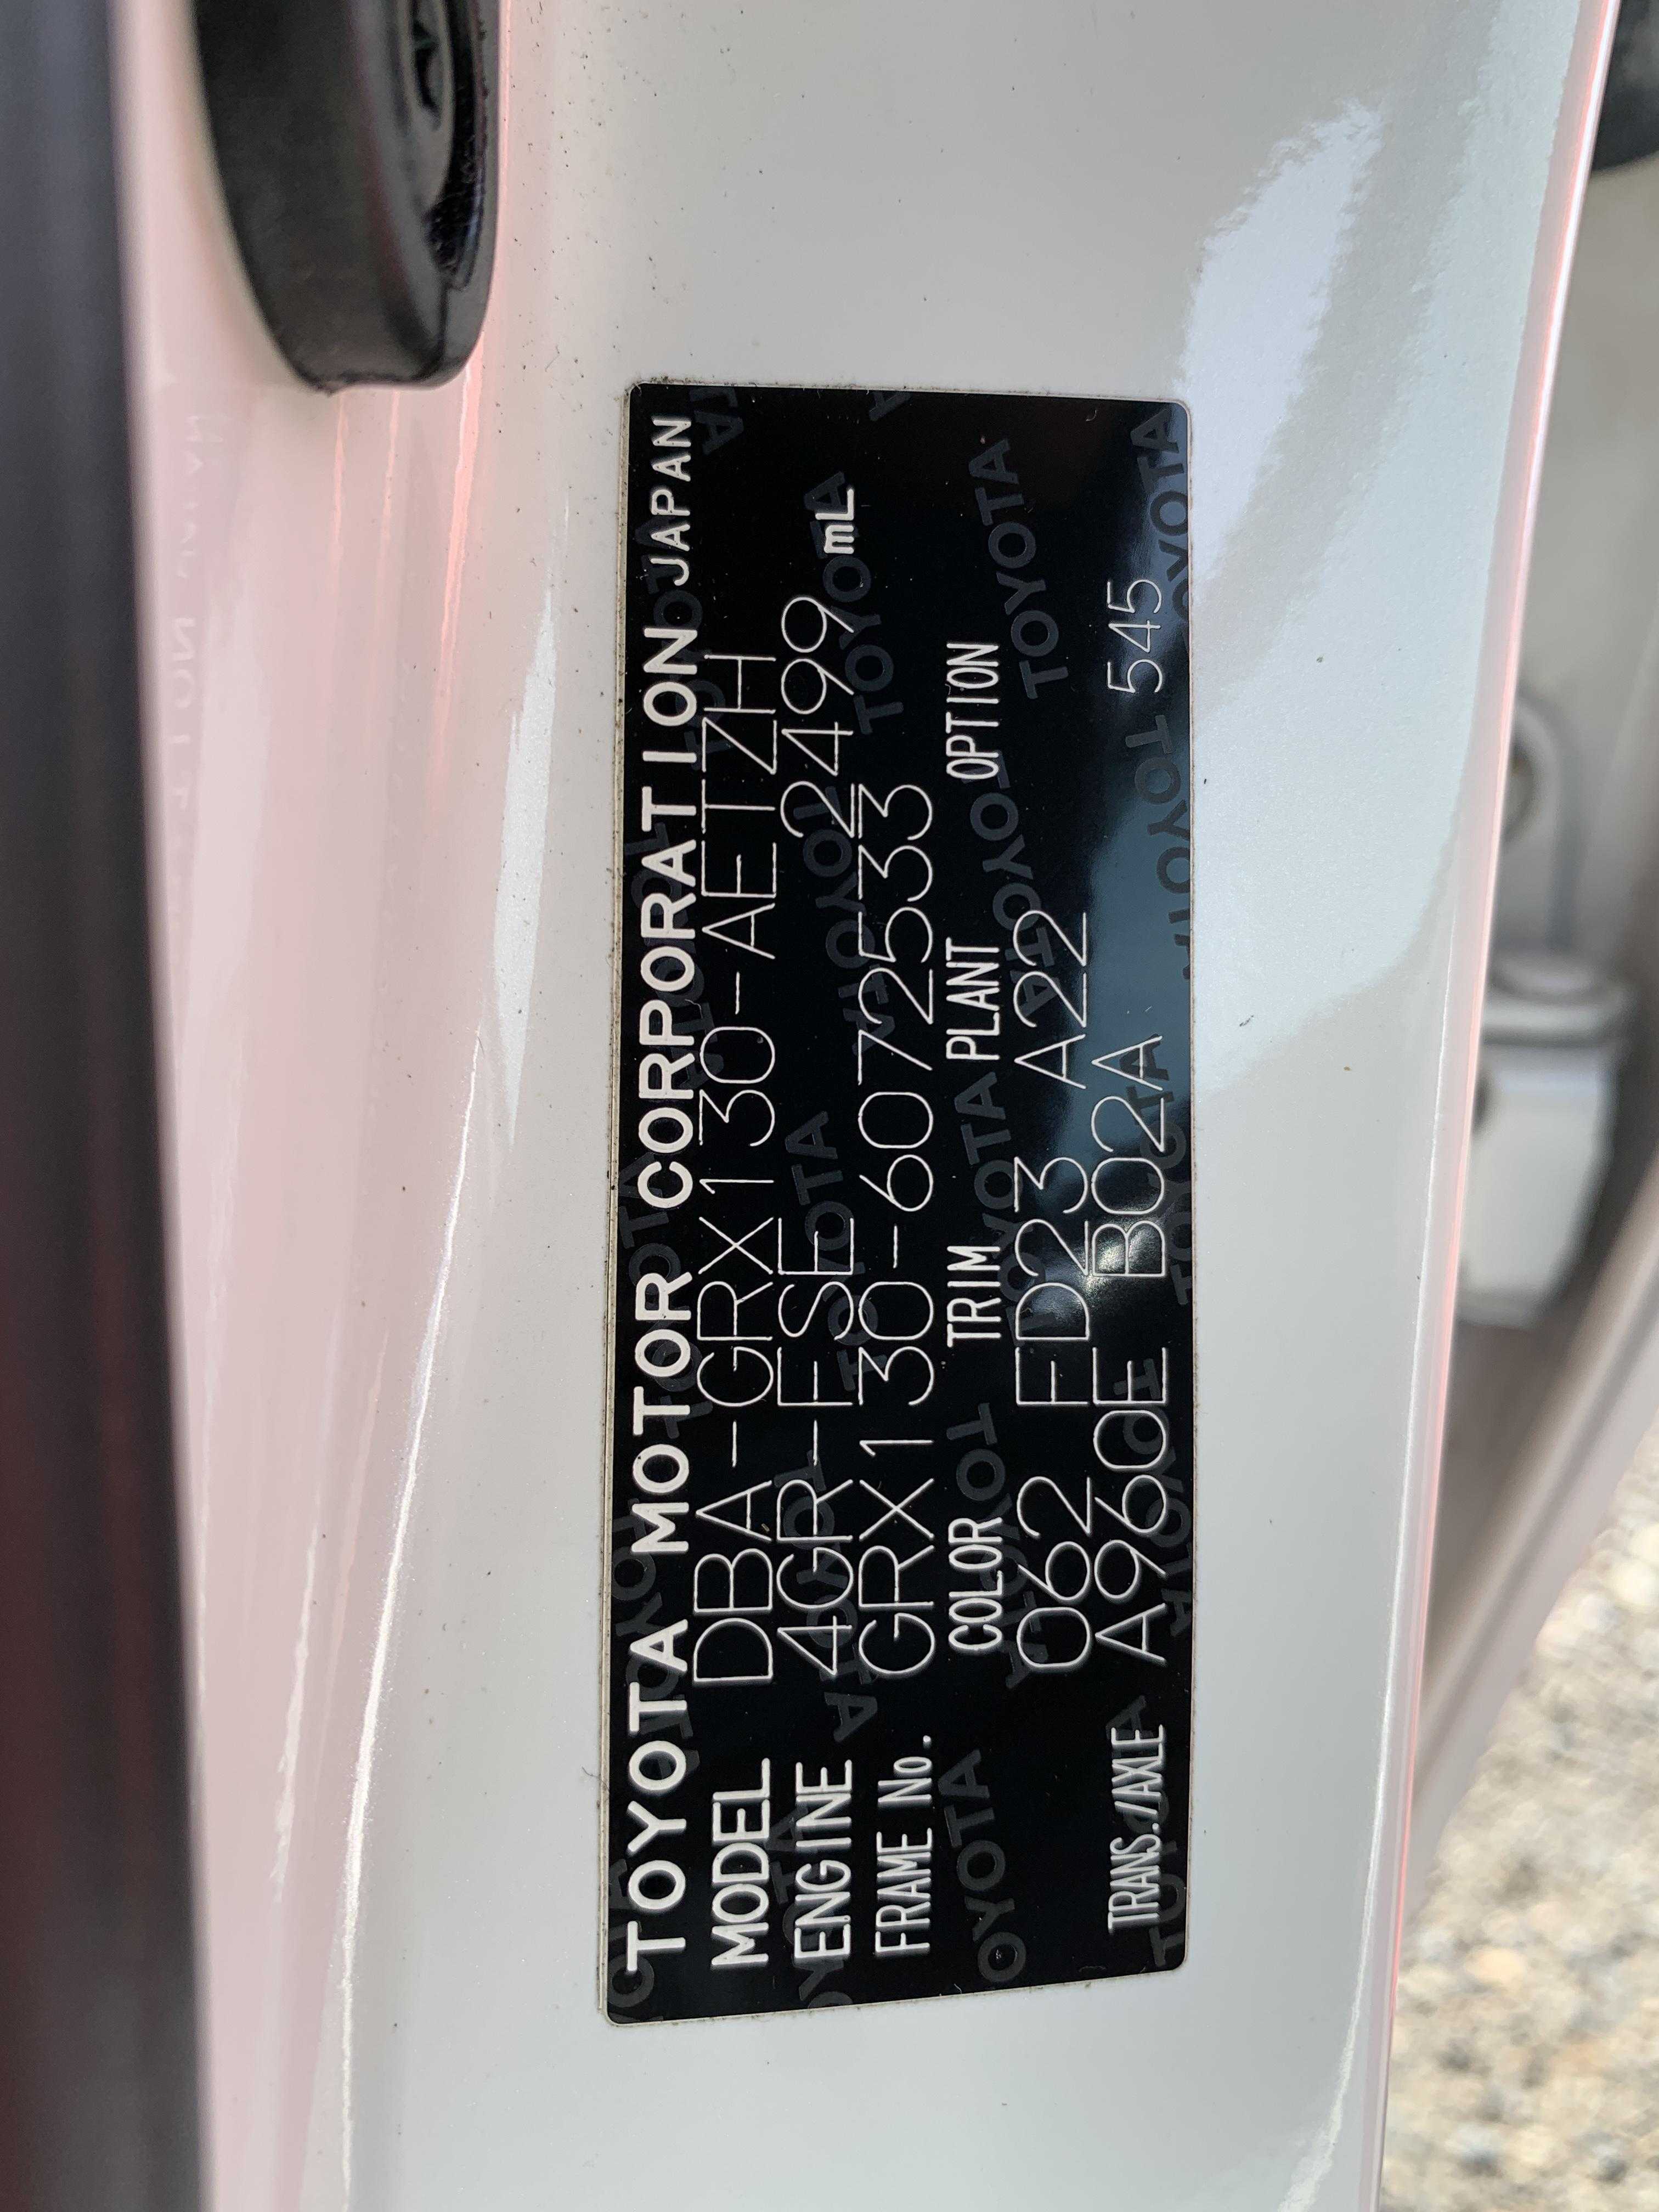 TOYOTA MOTOR CORPORATION JAPAN
MODEL DBA-GRX130-AETZH
ENGINE 4GR-FSE 2499 mL
FRAME No. GRX130-6072533
COLOR TRIM PLANT OPTION
062 FD23 A22
TRANS./AXLE A960E B02A 545